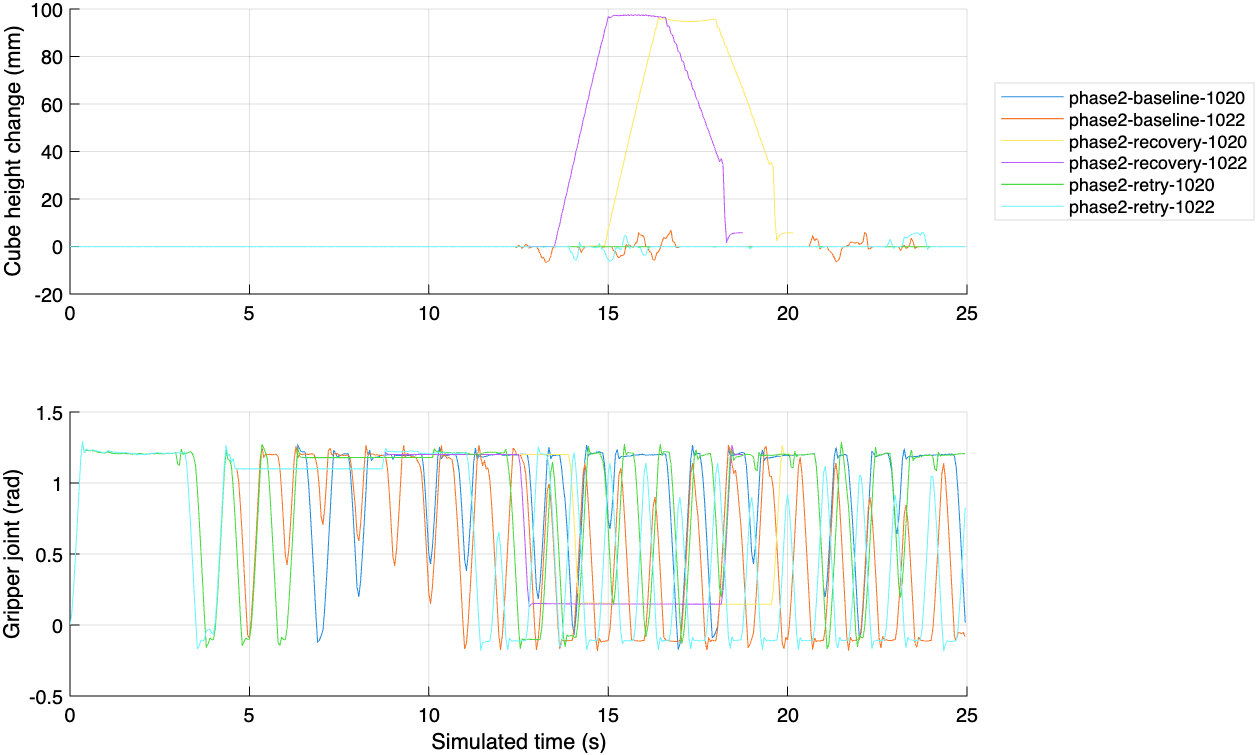 Cube height change (mm)
100
80
60
40
20
0
-20
0 5 10 15 20 25
phase2-baseline-1020
phase2-baseline-1022
phase2-recovery-1020
phase2-recovery-1022
phase2-retry-1020
phase2-retry-1022
Gripper joint (rad)
1.5
1
0.5
0
-0.5
0 5 10 15 20 25
Simulated time (s)